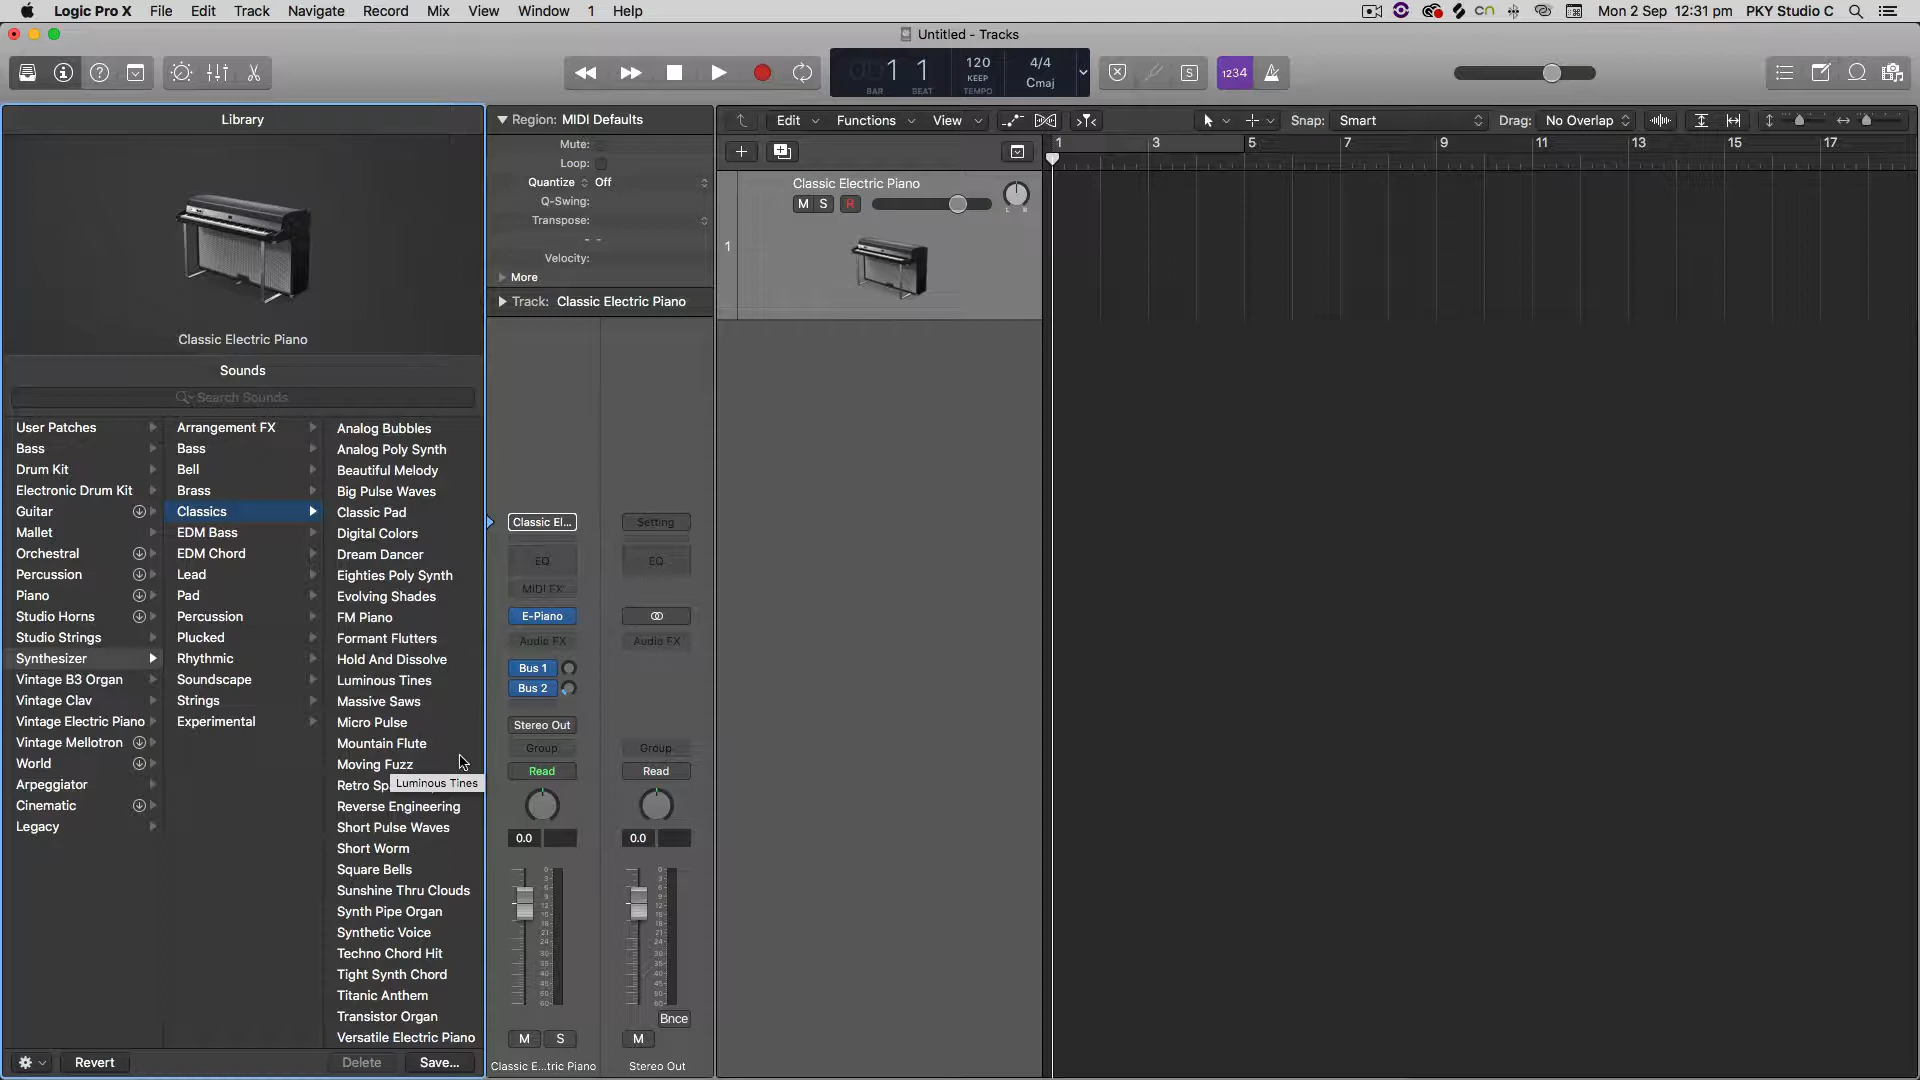 Logic Pro X File Edit Track Navigate Record Mix View Window 1 Help Mon 2 Sep 12:31 pm PKY Studio C
Untitled - Tracks
1 1 120 4/4
KEEP Cmaj
BAR BEAT TEMPO
S 1234
Library
Classic Electric Piano
Sounds
Search Sounds
User Patches
Bass
Drum Kit
Electronic Drum Kit
Guitar
Mallet
Orchestral
Percussion
Piano
Studio Horns
Studio Strings
Synthesizer
Vintage B3 Organ
Vintage Clav
Vintage Electric Piano
Vintage Mellotron
World
Arpeggiator
Cinematic
Legacy
Arrangement FX
Bass
Bell
Brass
Classics
EDM Bass
EDM Chord
Lead
Pad
Percussion
Plucked
Rhythmic
Soundscape
Strings
Experimental
Analog Bubbles
Analog Poly Synth
Beautiful Melody
Big Pulse Waves
Classic Pad
Digital Colors
Dream Dancer
Eighties Poly Synth
Evolving Shades
FM Piano
Formant Flutters
Hold And Dissolve
Luminous Tines
Massive Saws
Micro Pulse
Mountain Flute
Moving Fuzz
Retro Sp
Luminous Tines
Reverse Engineering
Short Pulse Waves
Short Worm
Square Bells
Sunshine Thru Clouds
Synth Pipe Organ
Synthetic Voice
Techno Chord Hit
Tight Synth Chord
Titanic Anthem
Transistor Organ
Versatile Electric Piano
Revert Delete Save...
Region: MIDI Defaults
Mute:
Loop:
Quantize Off
Q-Swing:
Transpose:
- -
Velocity:
More
Track: Classic Electric Piano
Classic El... Setting
EQ EQ
MIDI FX
E-Piano
Audio FX Audio FX
Bus 1
Bus 2
Stereo Out
Group Group
Read Read
0.0 0.0
Bnce
M S M
Classic E...tric Piano Stereo Out
Edit Functions View Snap: Smart Drag: No Overlap
1 3 5 7 9 11 13 15 17
Classic Electric Piano
M S R
L R
1